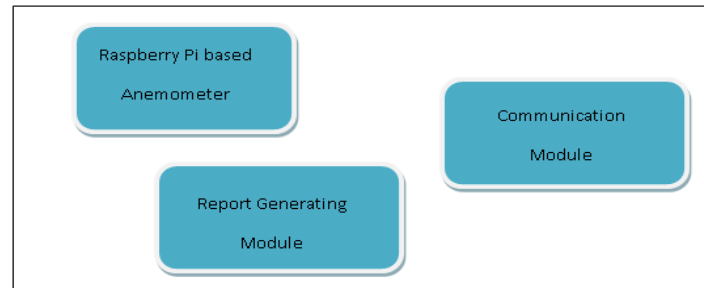 Raspberry Pi based
Anemometer
Communication
Module
Report Generating
Module